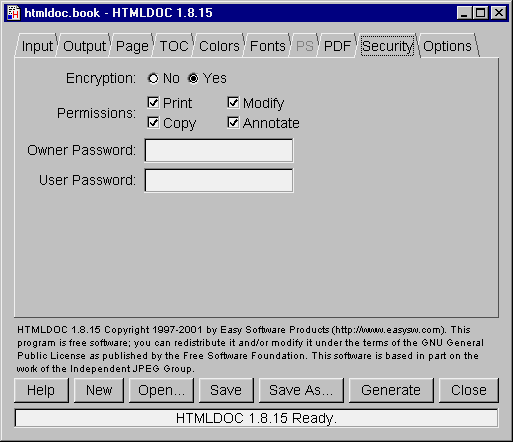 htmldoc.book - HTMLDOC 1.8.15
Input Output Page TOC Colors Fonts PS PDF Security Options
Encryption: No Yes
Permissions: Print Modify
Copy Annotate
Owner Password:
User Password:
HTMLDOC 1.8.15 Copyright 1997-2001 by Easy Software Products (http://www.easysw.com). This
program is free software; you can redistribute it and/or modify it under the terms of the GNU General
Public License as published by the Free Software Foundation. This software is based in part on the
work of the Independent JPEG Group.
Help New Open... Save Save As... Generate Close
HTMLDOC 1.8.15 Ready.